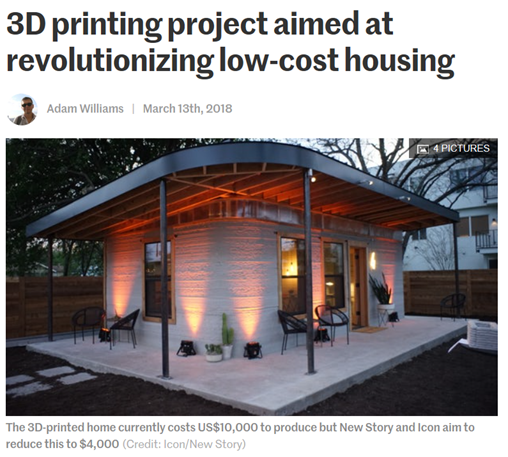 3D printing project aimed at
revolutionizing low-cost housing
Adam Williams | March 13th, 2018
4 PICTURES
The 3D-printed home currently costs US$10,000 to produce but New Story and Icon aim to
reduce this to $4,000 (Credit: Icon/New Story)